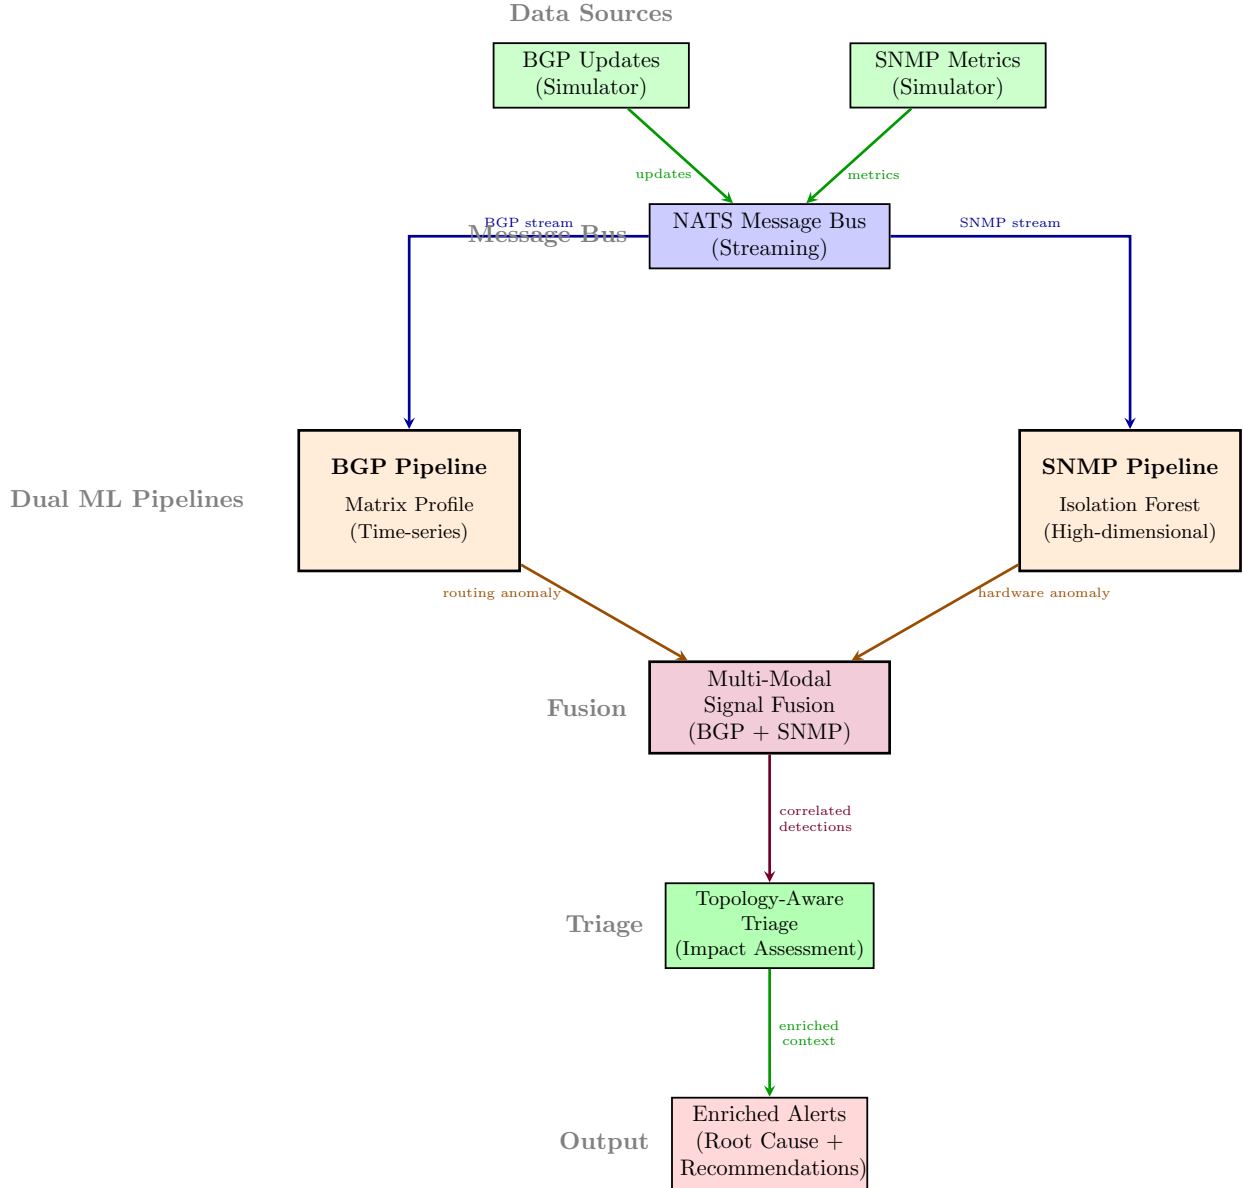 Data Sources
BGP Updates
(Simulator)
SNMP Metrics
(Simulator)
updates
metrics
BGP stream
Message Bus
NATS Message Bus
(Streaming)
SNMP stream
Dual ML Pipelines
BGP Pipeline
Matrix Profile
(Time-series)
SNMP Pipeline
Isolation Forest
(High-dimensional)
routing anomaly
hardware anomaly
Fusion
Multi-Modal
Signal Fusion
(BGP + SNMP)
correlated
detections
Triage
Topology-Aware
Triage
(Impact Assessment)
enriched
context
Output
Enriched Alerts
(Root Cause +
Recommendations)